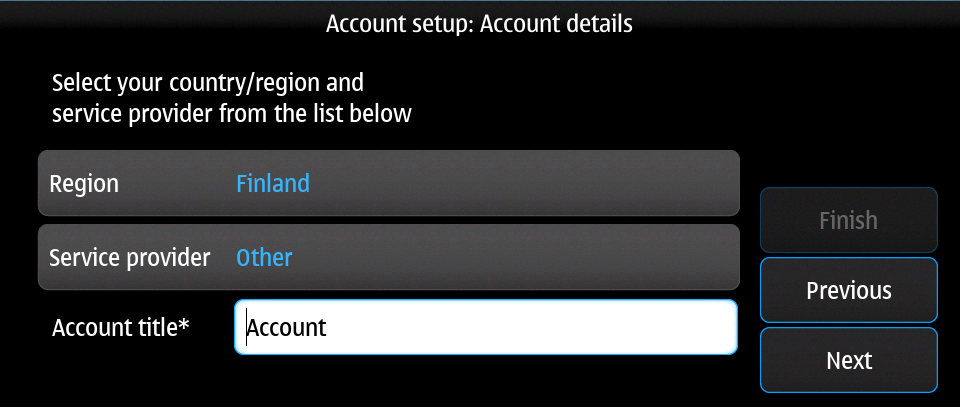 Account setup: Account details
Select your country/region and
service provider from the list below
Region Finland
Service provider Other
Account title* Account
Finish
Previous
Next